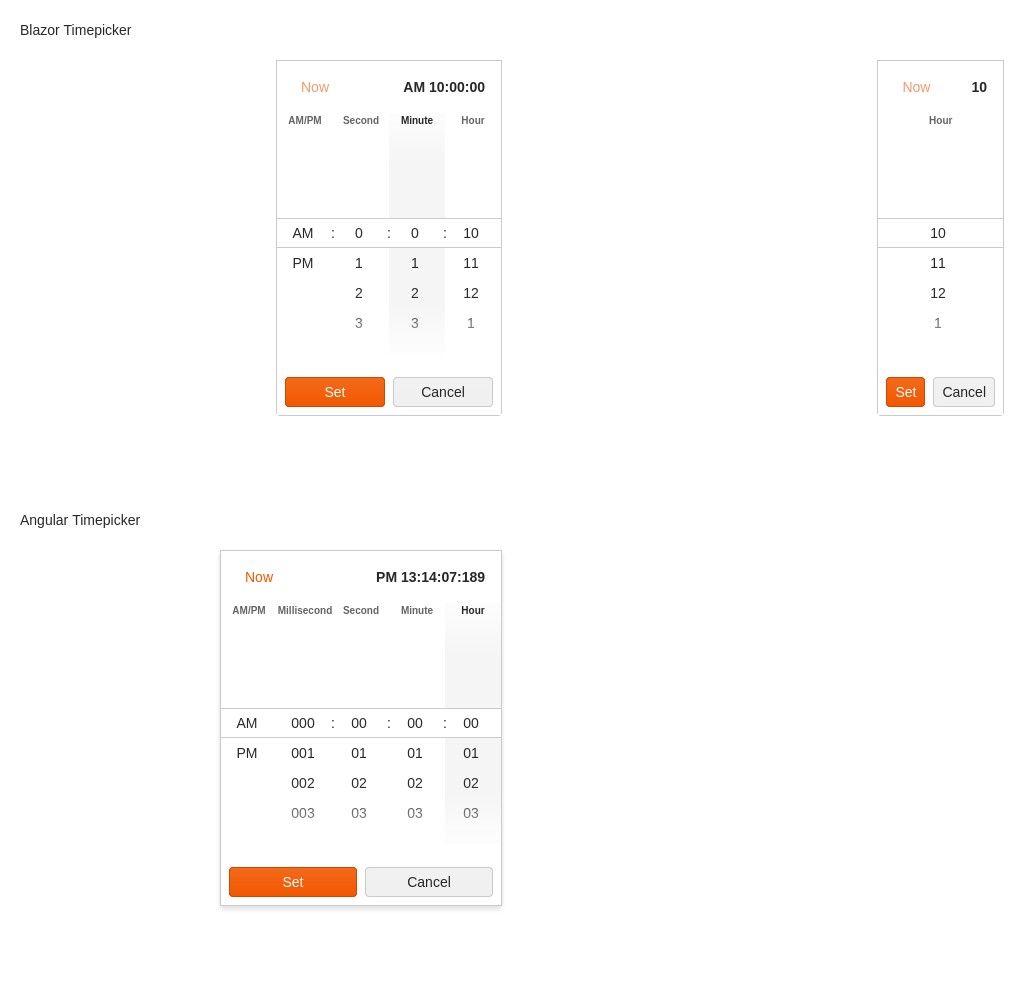 Blazor Timepicker
Now AM 10:00:00
AM/PM Second Minute Hour
AM : 0 : 0 : 10
PM 1 1 11
2 2 12
3 3 1
Set Cancel
Now 10
Hour
10
11
12
1
Set Cancel
Angular Timepicker
Now PM 13:14:07:189
AM/PM Millisecond Second Minute Hour
AM 000 : 00 : 00 : 00
PM 001 01 01 01
002 02 02 02
003 03 03 03
Set Cancel